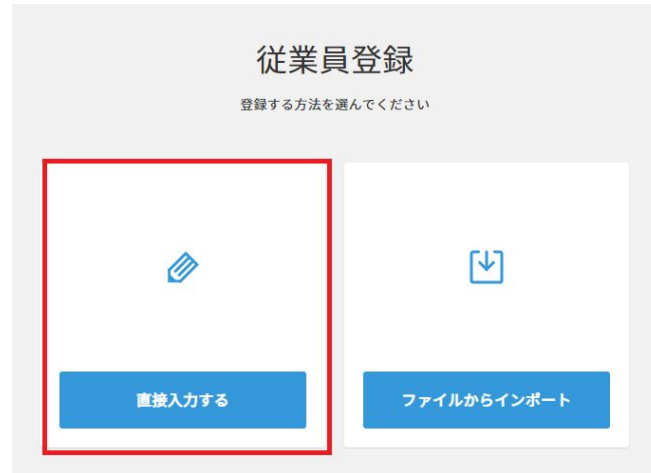 従業員登録
登録する方法を選んでください
直接入力する
ファイルからインポート